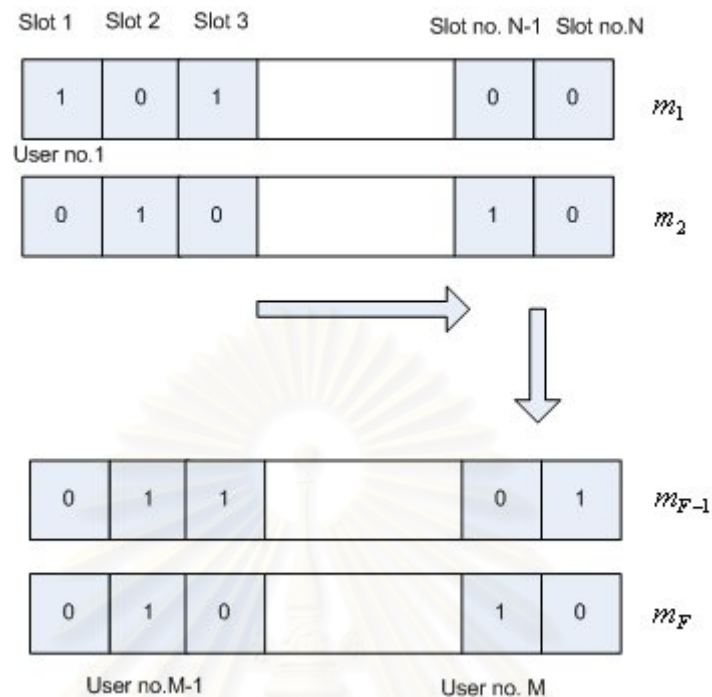 Slot 1 Slot 2 Slot 3 Slot no. N-1 Slot no.N
1 0 1 0 0 m₁
User no.1
0 1 0 1 0 m₂
0 1 1 0 1 m_{F-1}
0 1 0 1 0 m_F
User no.M-1 User no. M